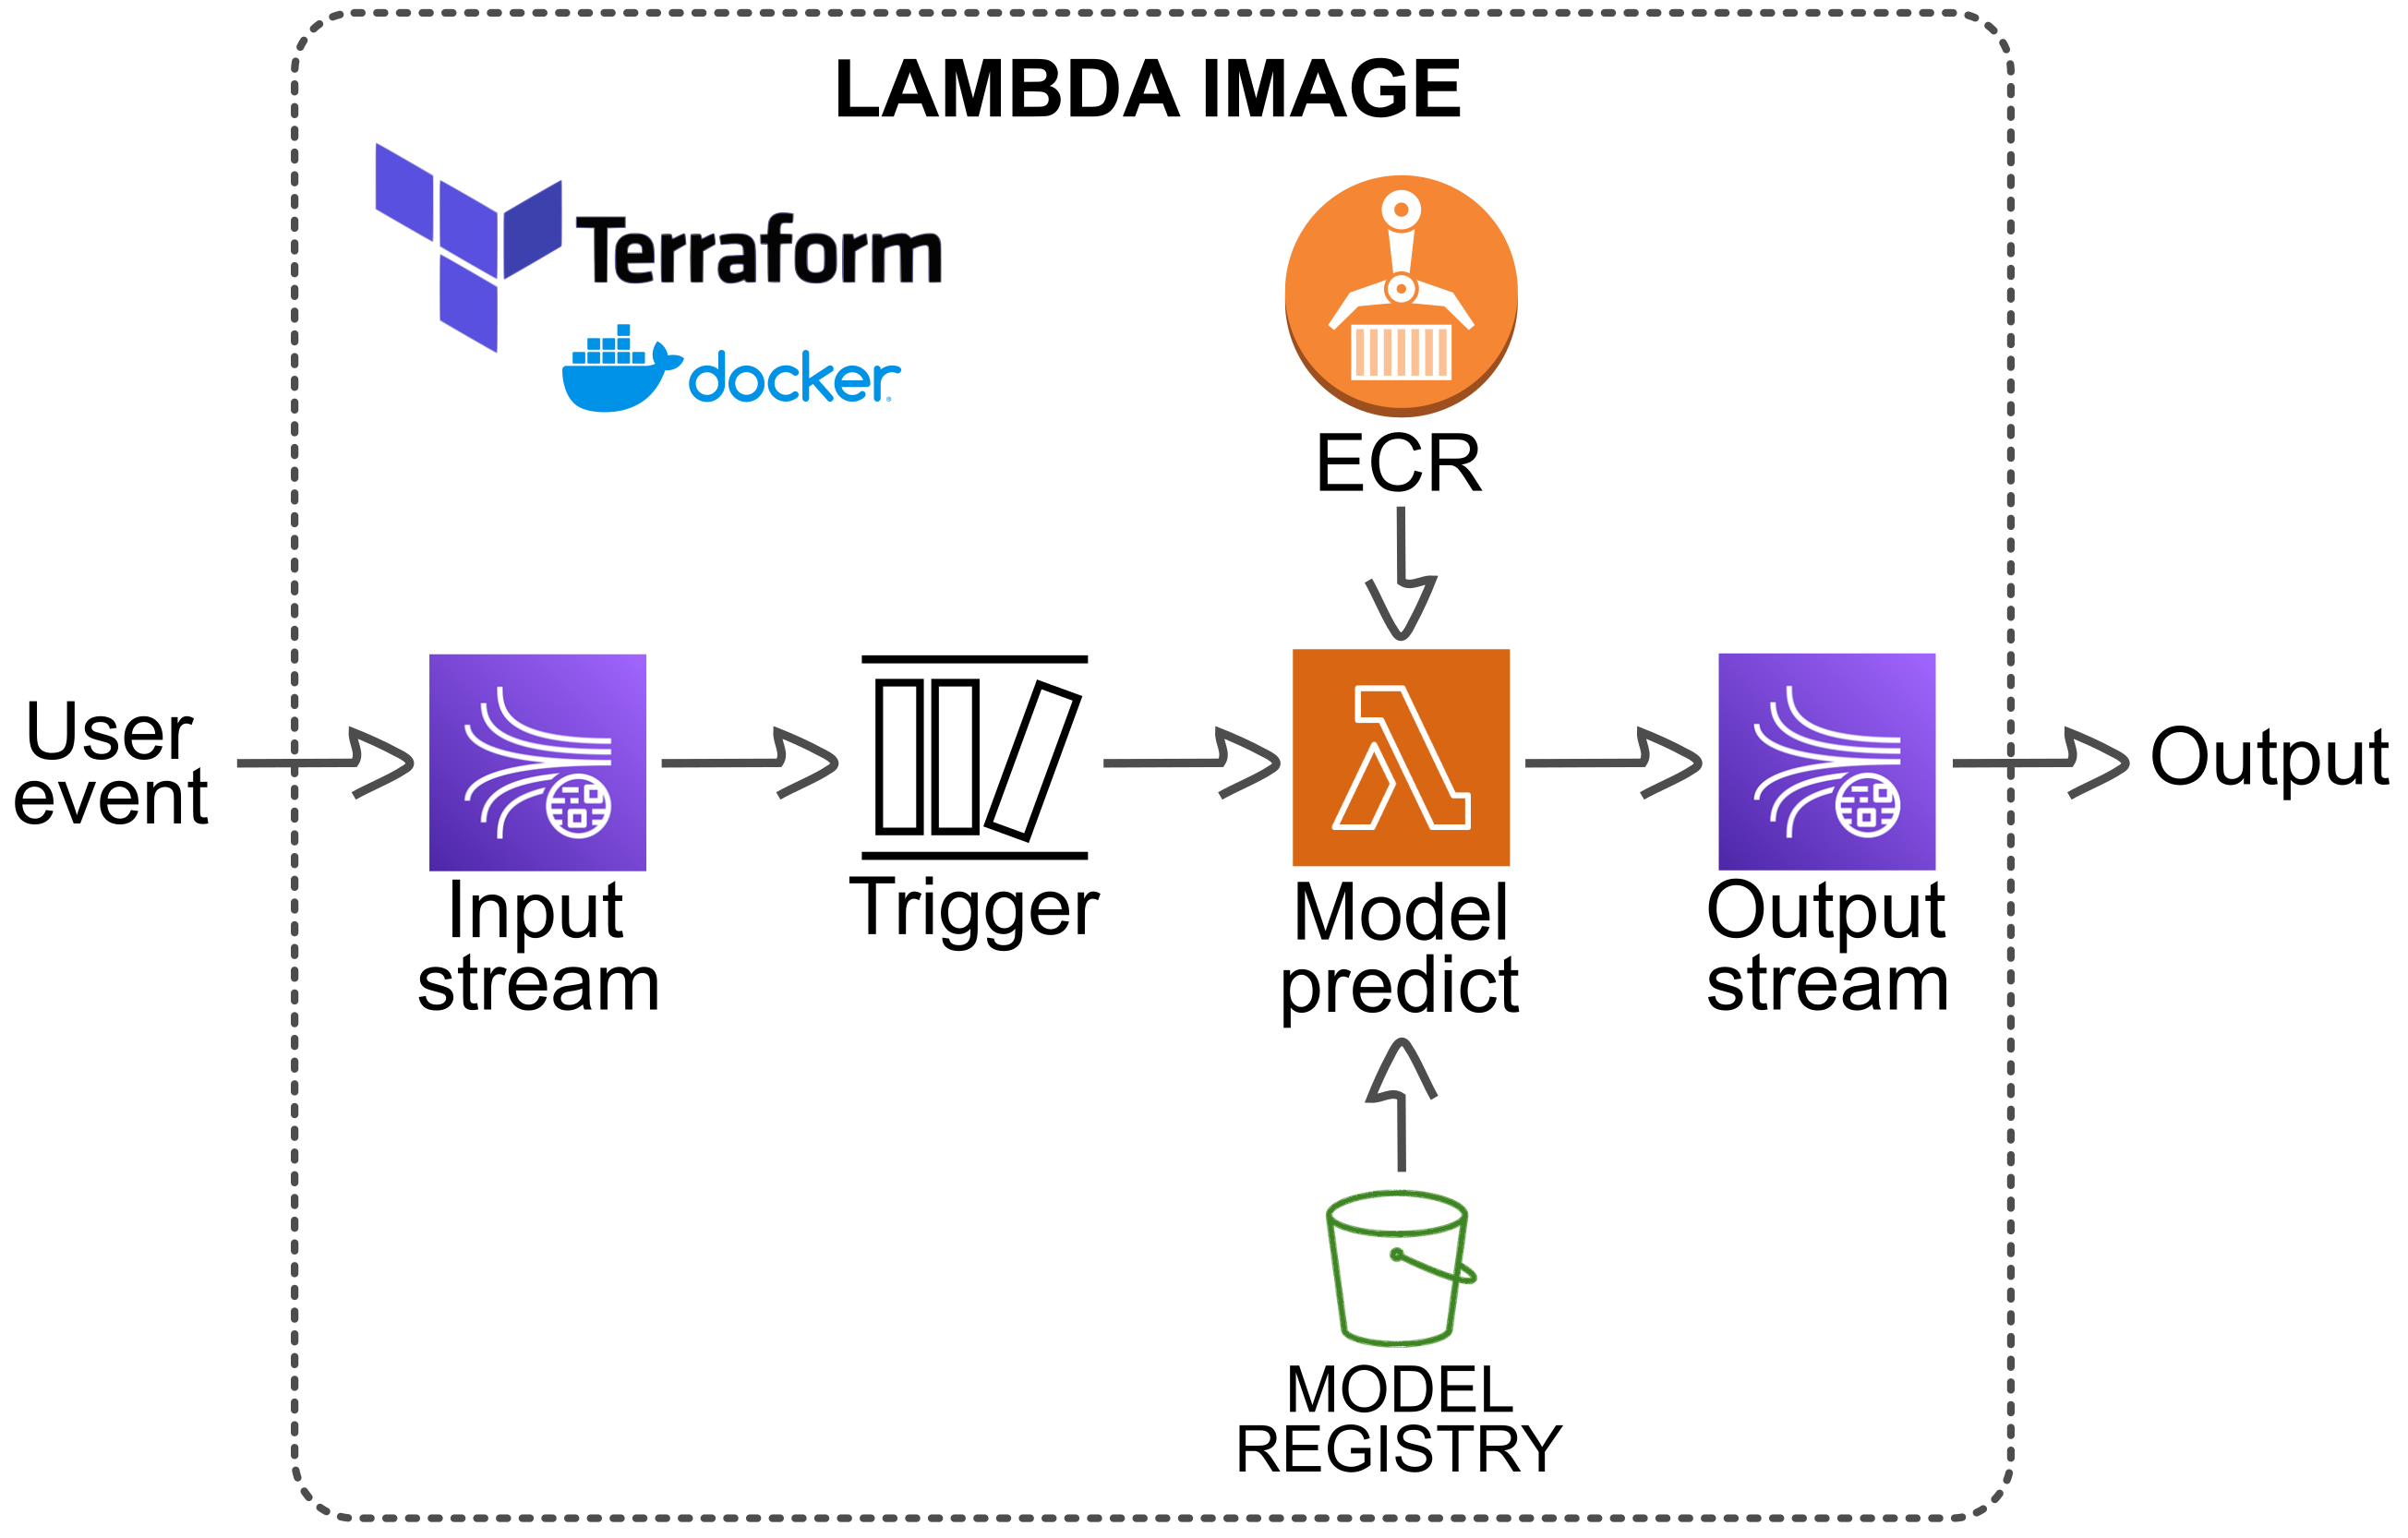 LAMBDA IMAGE
Terraform
docker
ECR
User
event
Input
stream
Trigger
Model
predict
Output
stream
Output
MODEL
REGISTRY